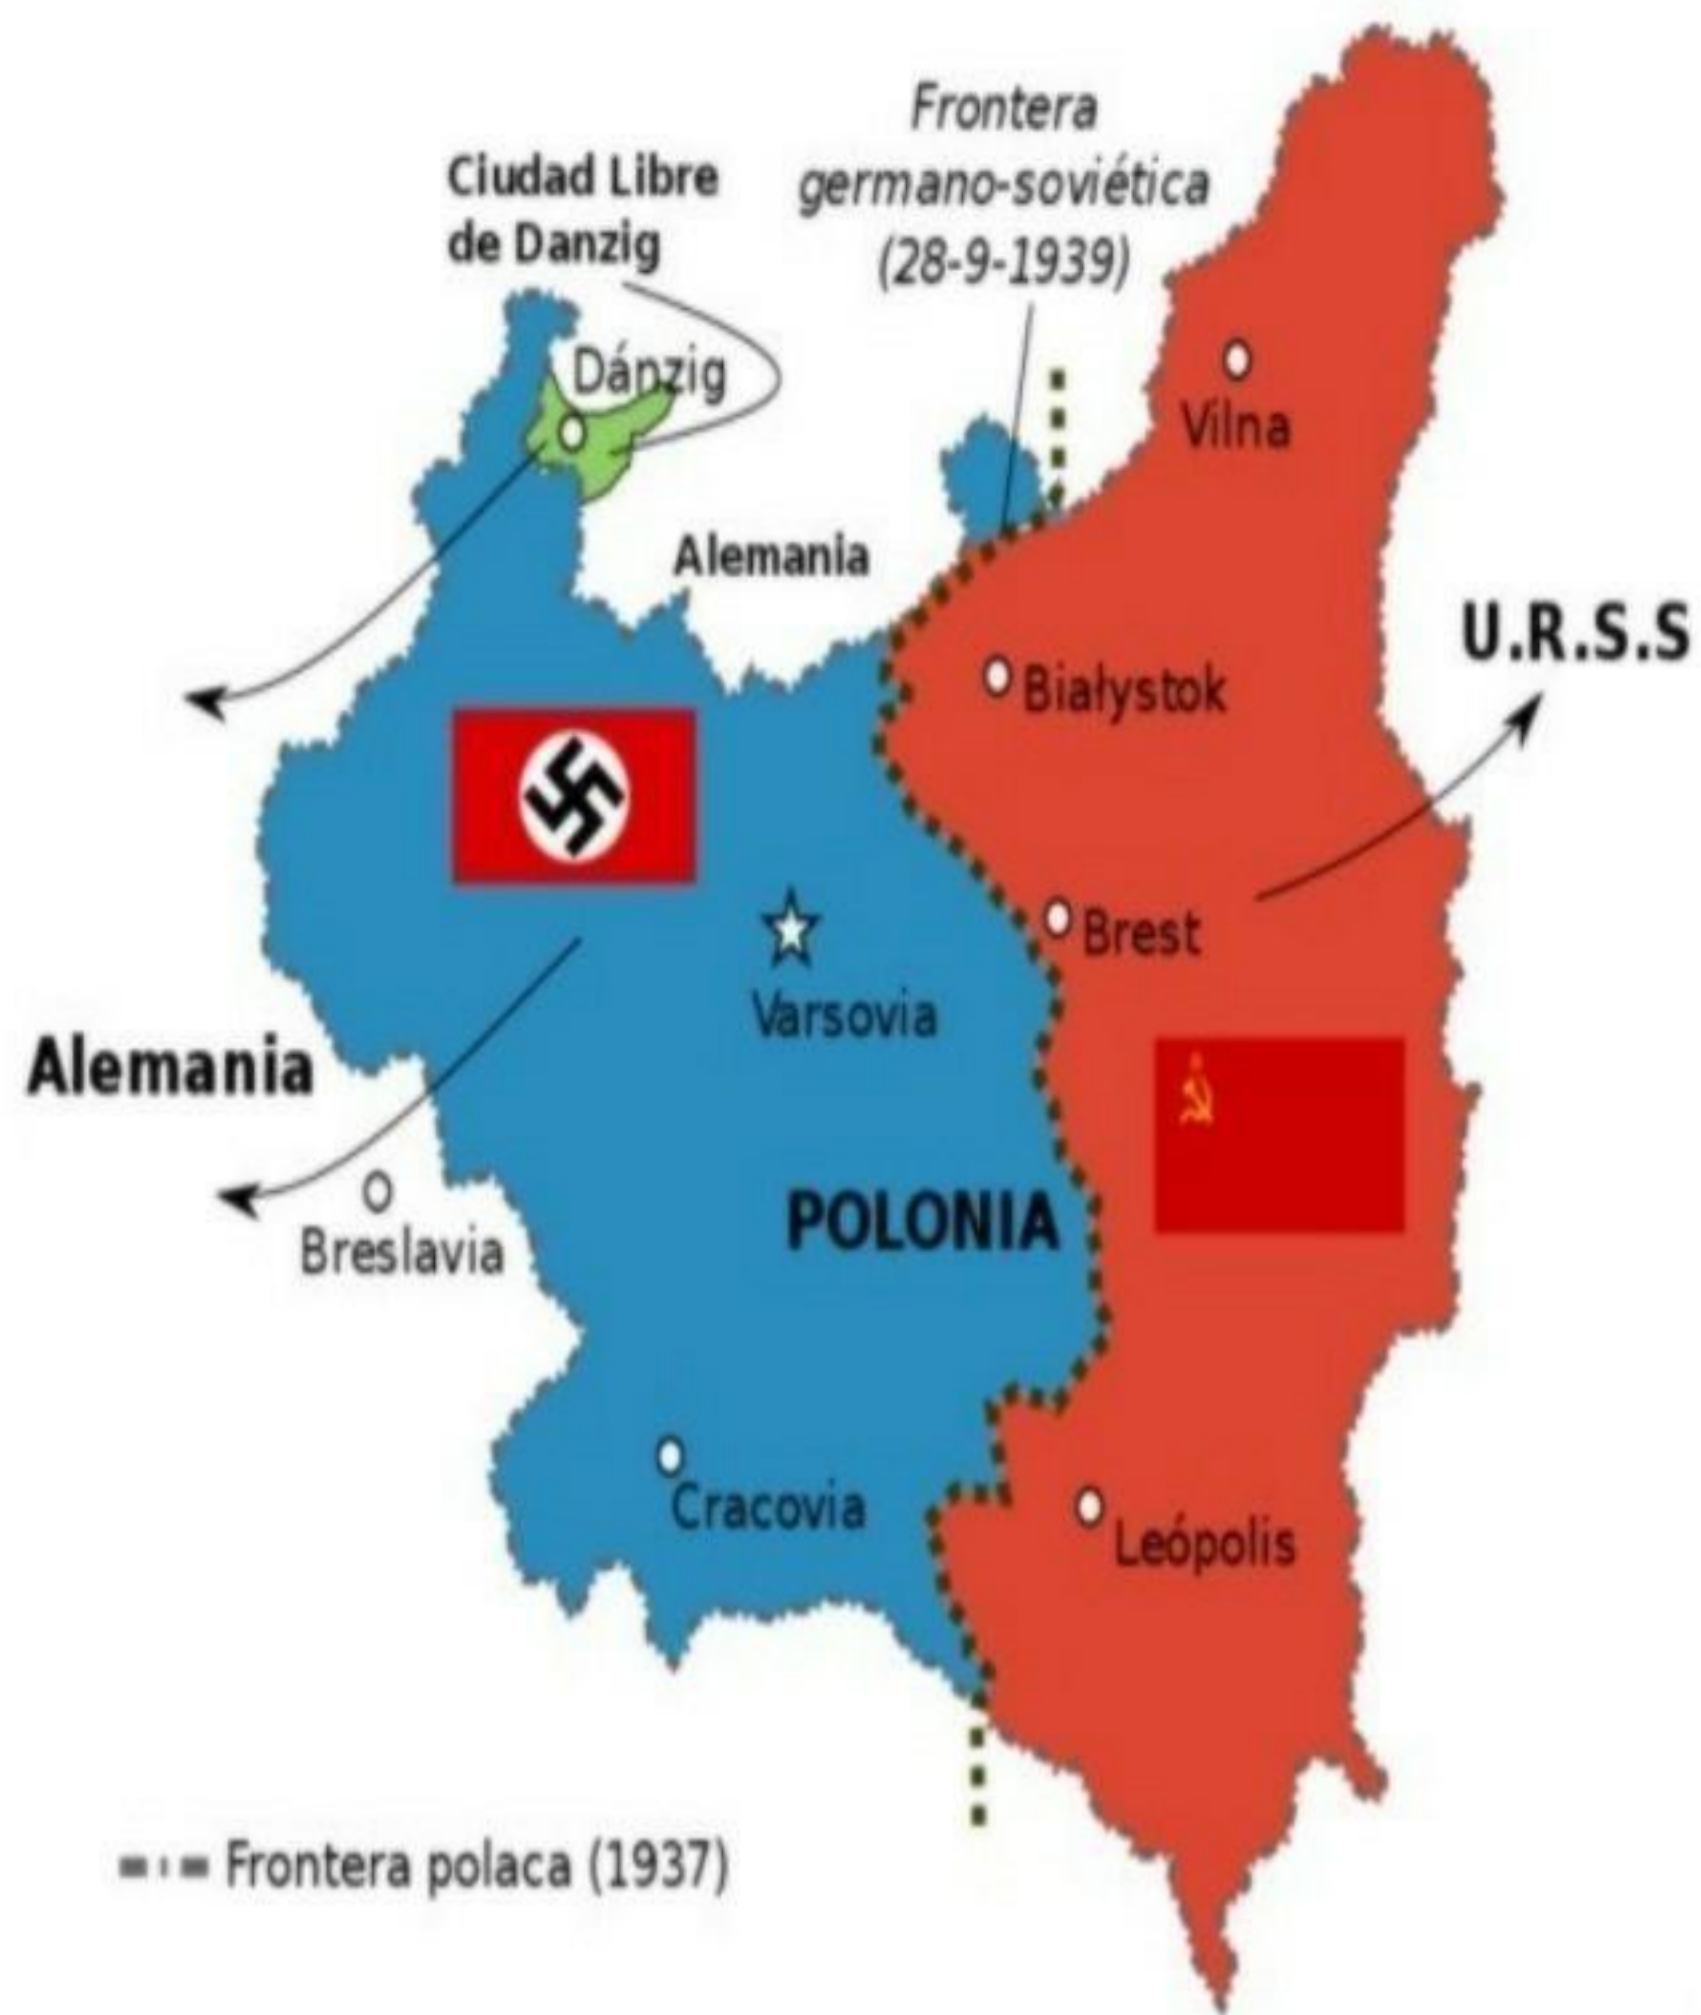 Frontera
germano-soviética
(28-9-1939)
Ciudad Libre
de Danzig
Dánzig
Vilna
Alemania
U.R.S.S
Białystok
Brest
Varsovia
Alemania
POLONIA
Breslavia
Cracovia
Leópolis
Frontera polaca (1937)